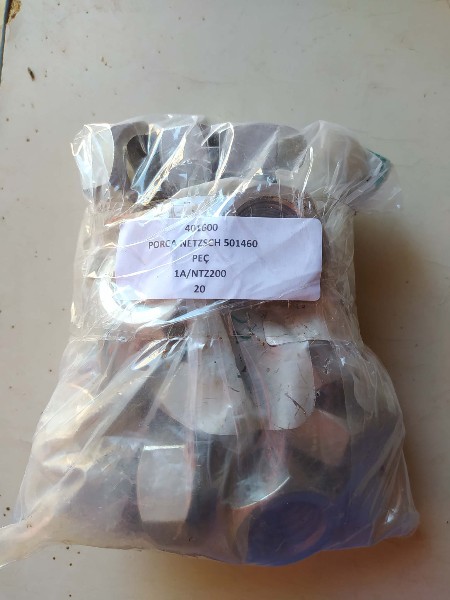 401600
PORCA NETZSCH 501460
PEÇ
1A/NTZ200
20